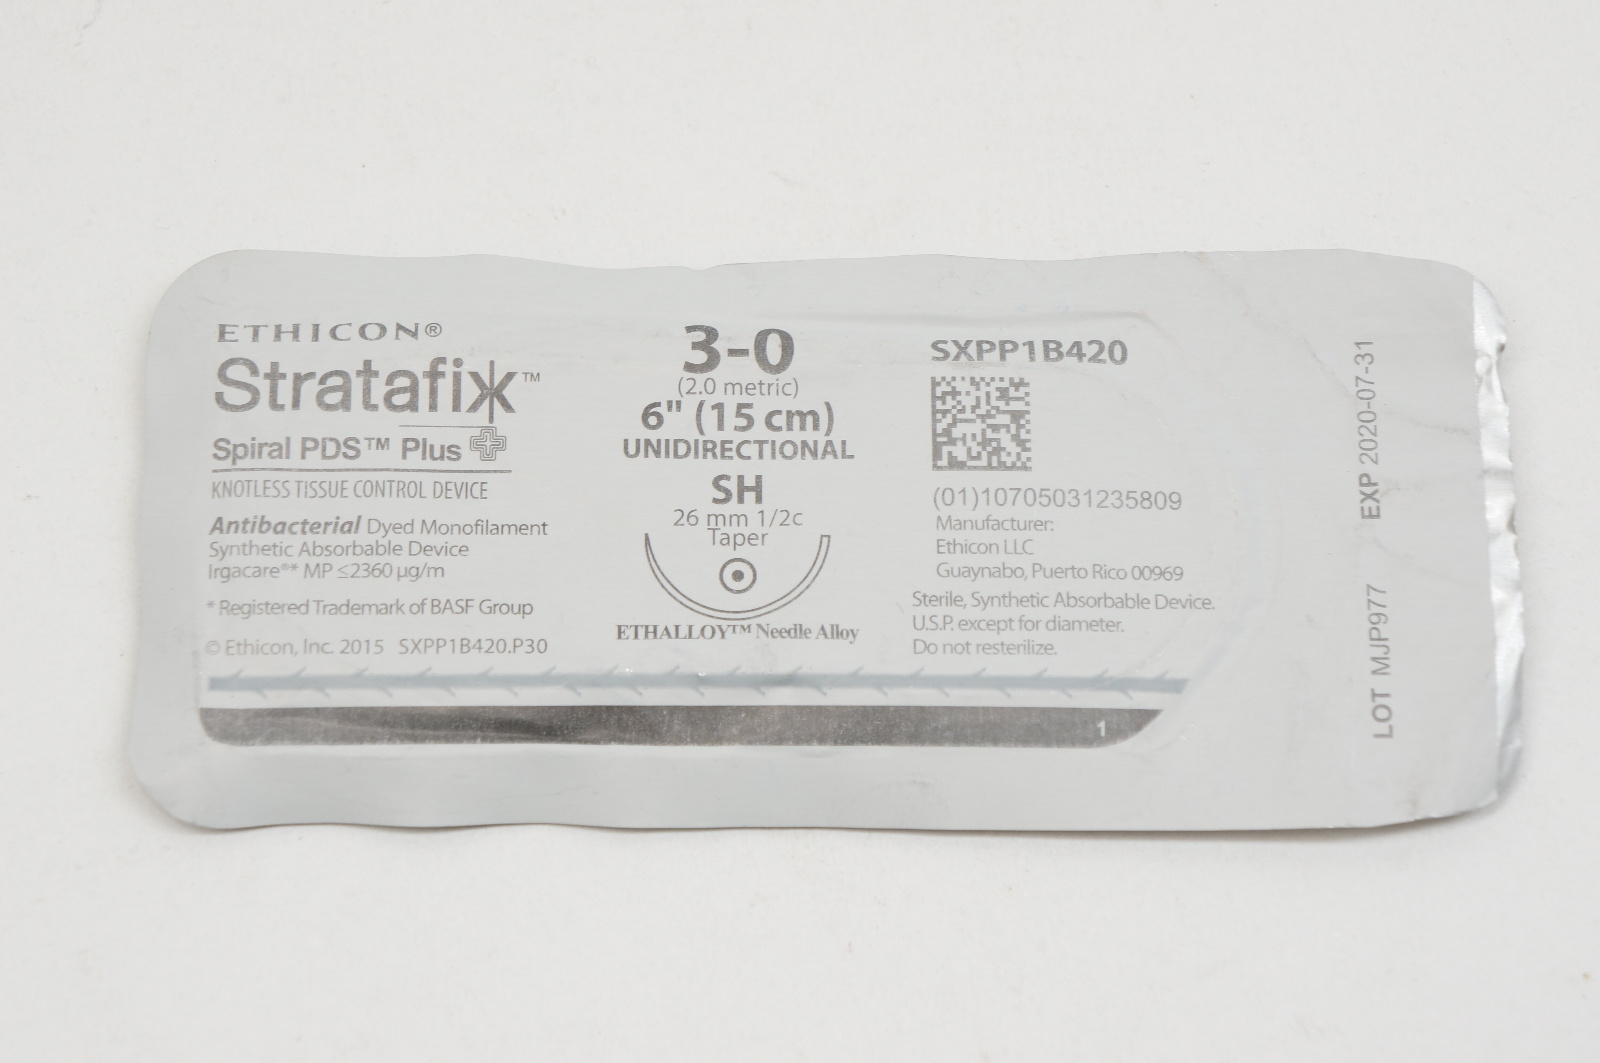 ETHICON®
Stratafix™
Spiral PDS™ Plus
KNOTLESS TISSUE CONTROL DEVICE
Antibacterial Dyed Monofilament
Synthetic Absorbable Device
Irgacare®* MP ≤2360 µg/m
* Registered Trademark of BASF Group
© Ethicon, Inc. 2015 SXPP1B420.P30
3-0
(2.0 metric)
6" (15 cm)
UNIDIRECTIONAL
SH
26 mm 1/2c
Taper
ETHALLOY™ Needle Alloy
SXPP1B420
(01)10705031235809
Manufacturer:
Ethicon LLC
Guaynabo, Puerto Rico 00969
Sterile, Synthetic Absorbable Device.
U.S.P. except for diameter.
Do not resterilize.
1
LOT MJP977 EXP 2020-07-31